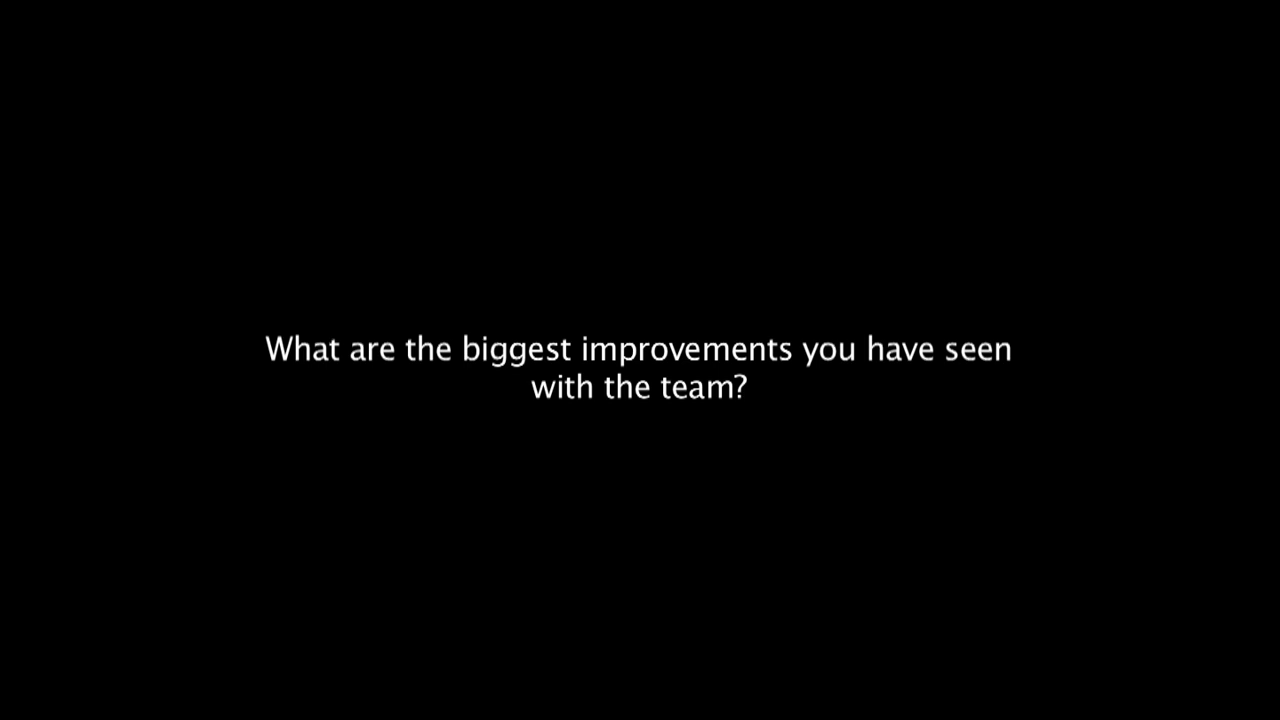 What are the biggest improvements you have seen
with the team?